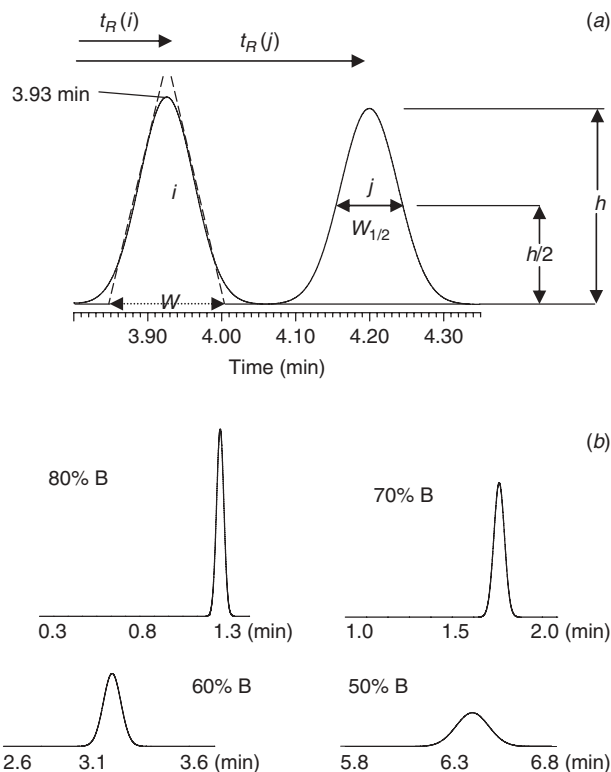 t_R(i)
(a)
t_R(j)
3.93 min
i
j
W_{1/2}
h
h/2
W
3.90 4.00 4.10 4.20 4.30
Time (min)
(b)
80% B
70% B
0.3 0.8 1.3 (min)
1.0 1.5 2.0 (min)
60% B
50% B
2.6 3.1 3.6 (min)
5.8 6.3 6.8 (min)